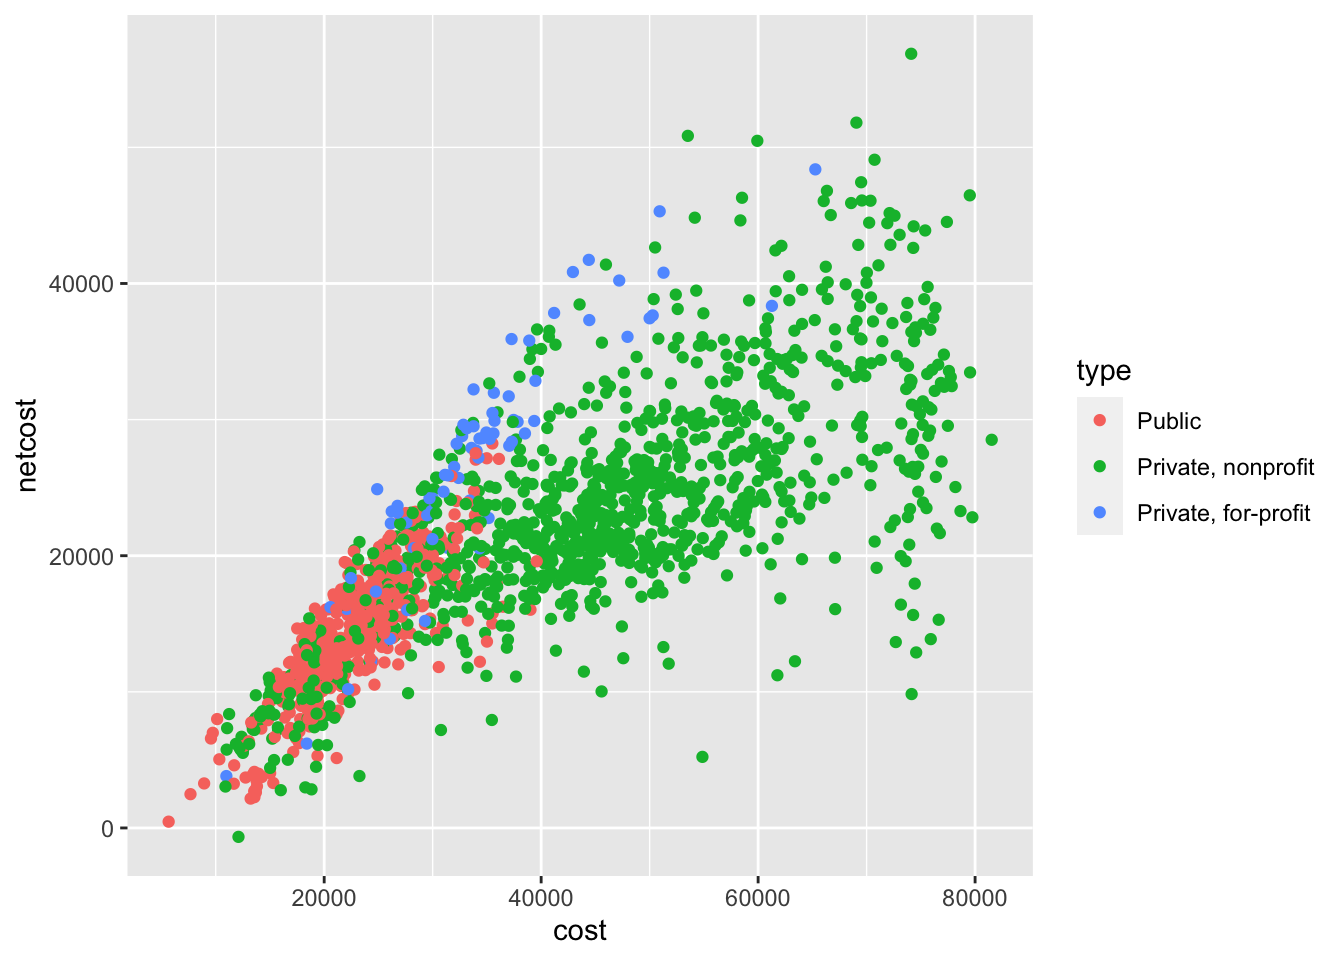 netcost
40000
20000
0
20000
40000
60000
80000
cost
type
Public
Private, nonprofit
Private, for-profit